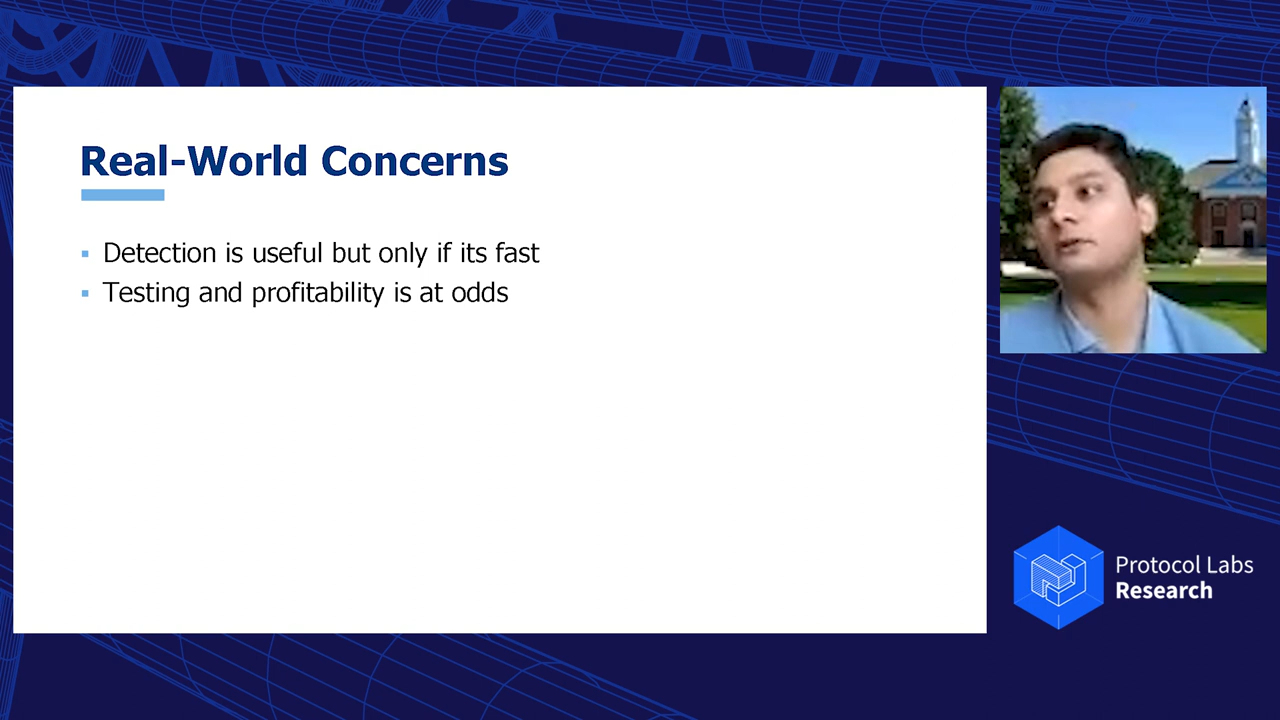 Real-World Concerns
Detection is useful but only if its fast
Testing and profitability is at odds
Protocol Labs
Research